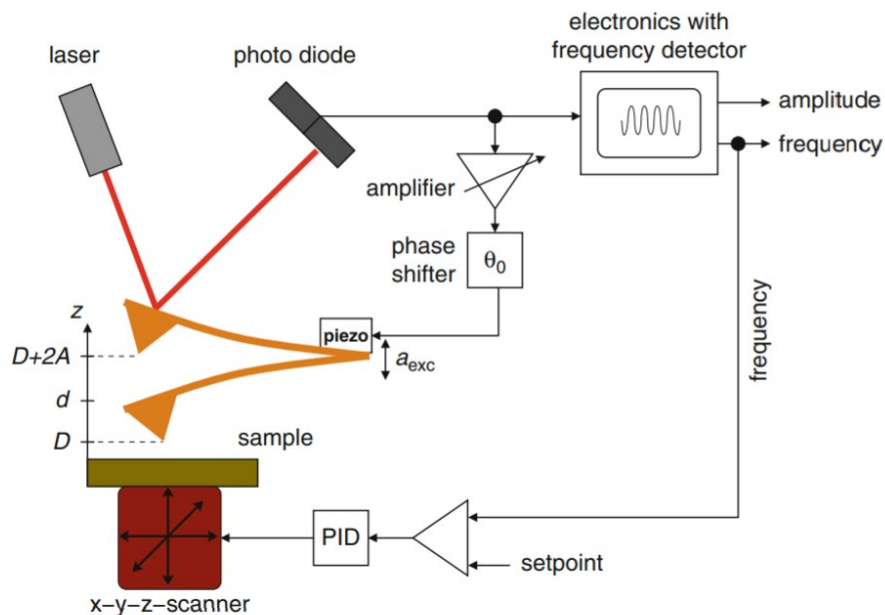 electronics with
frequency detector
laser
photo diode
amplitude
frequency
amplifier
phase
shifter
θ0
z
piezo
D+2A
aexc
frequency
d
D
sample
PID
setpoint
x–y–z–scanner